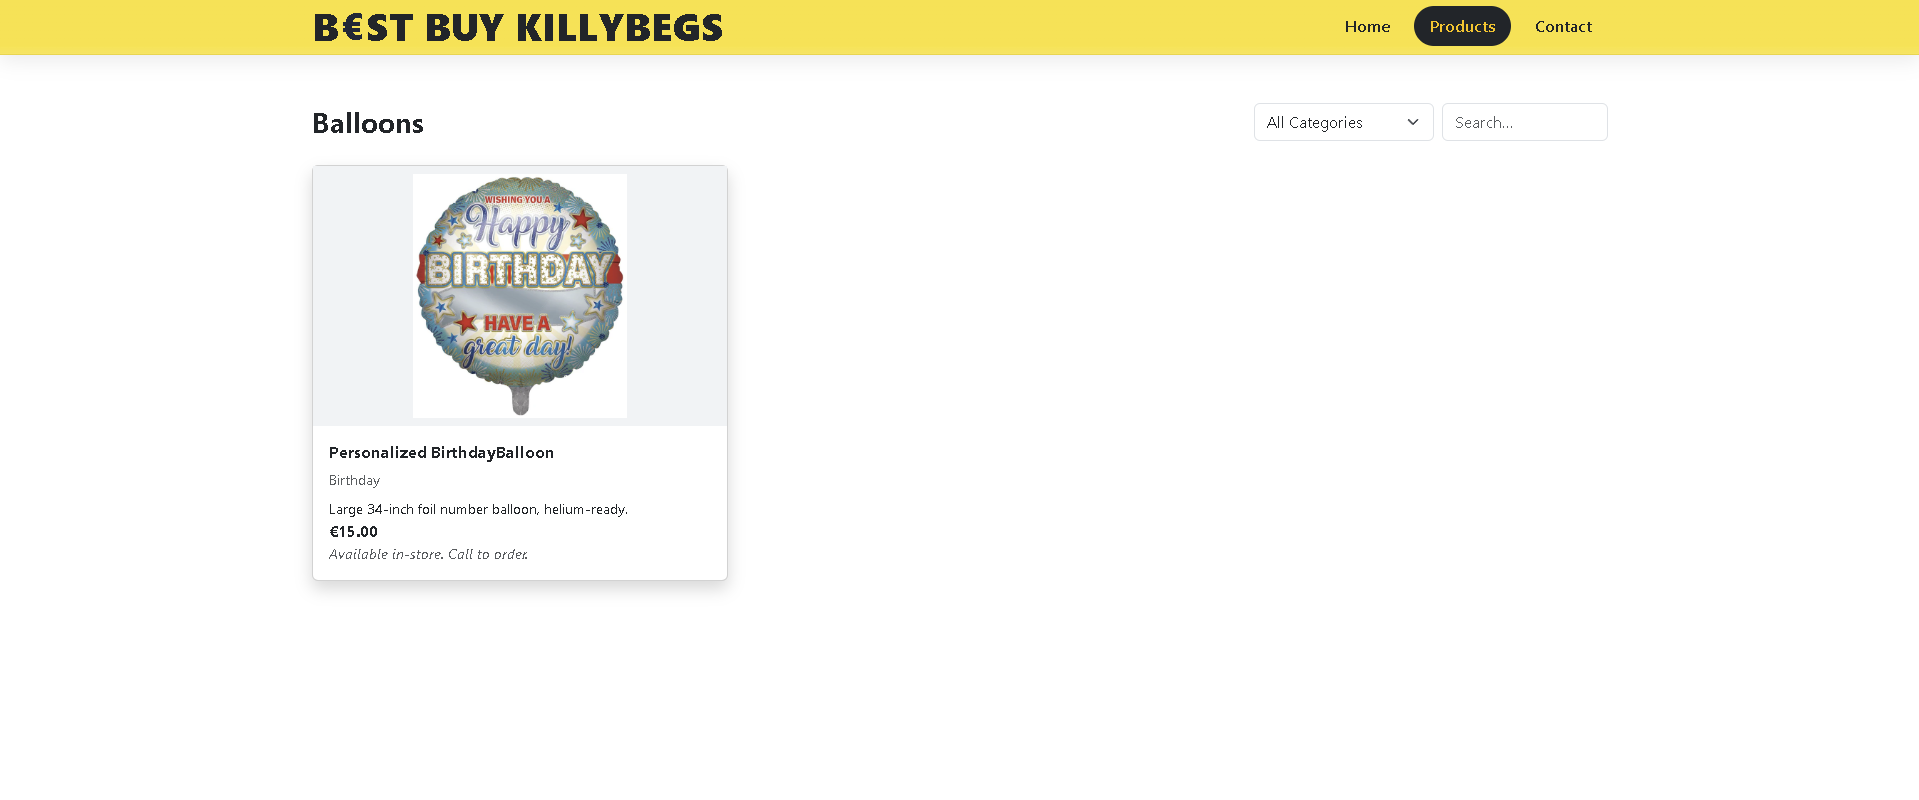 B€ST BUY KILLYBEGS
Home Products Contact
Balloons
All Categories
Search...
WISHING YOU A
Happy
BIRTHDAY
HAVE A
great day!
Personalized BirthdayBalloon
Birthday
Large 34-inch foil number balloon, helium-ready.
€15.00
Available in-store. Call to order.